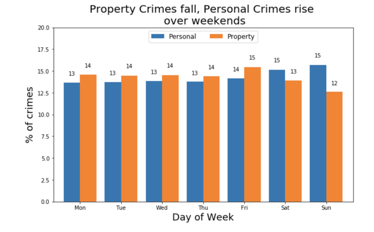 Property Crimes fall, Personal Crimes rise
over weekends
Personal Property
20.0
17.5
15.0
12.5
10.0
7.5
5.0
2.5
0.0
% of crimes
13 14 13 14 13 14 13 14 14 15 15 13 15 12
Mon Tue Wed Thu Fri Sat Sun
Day of Week